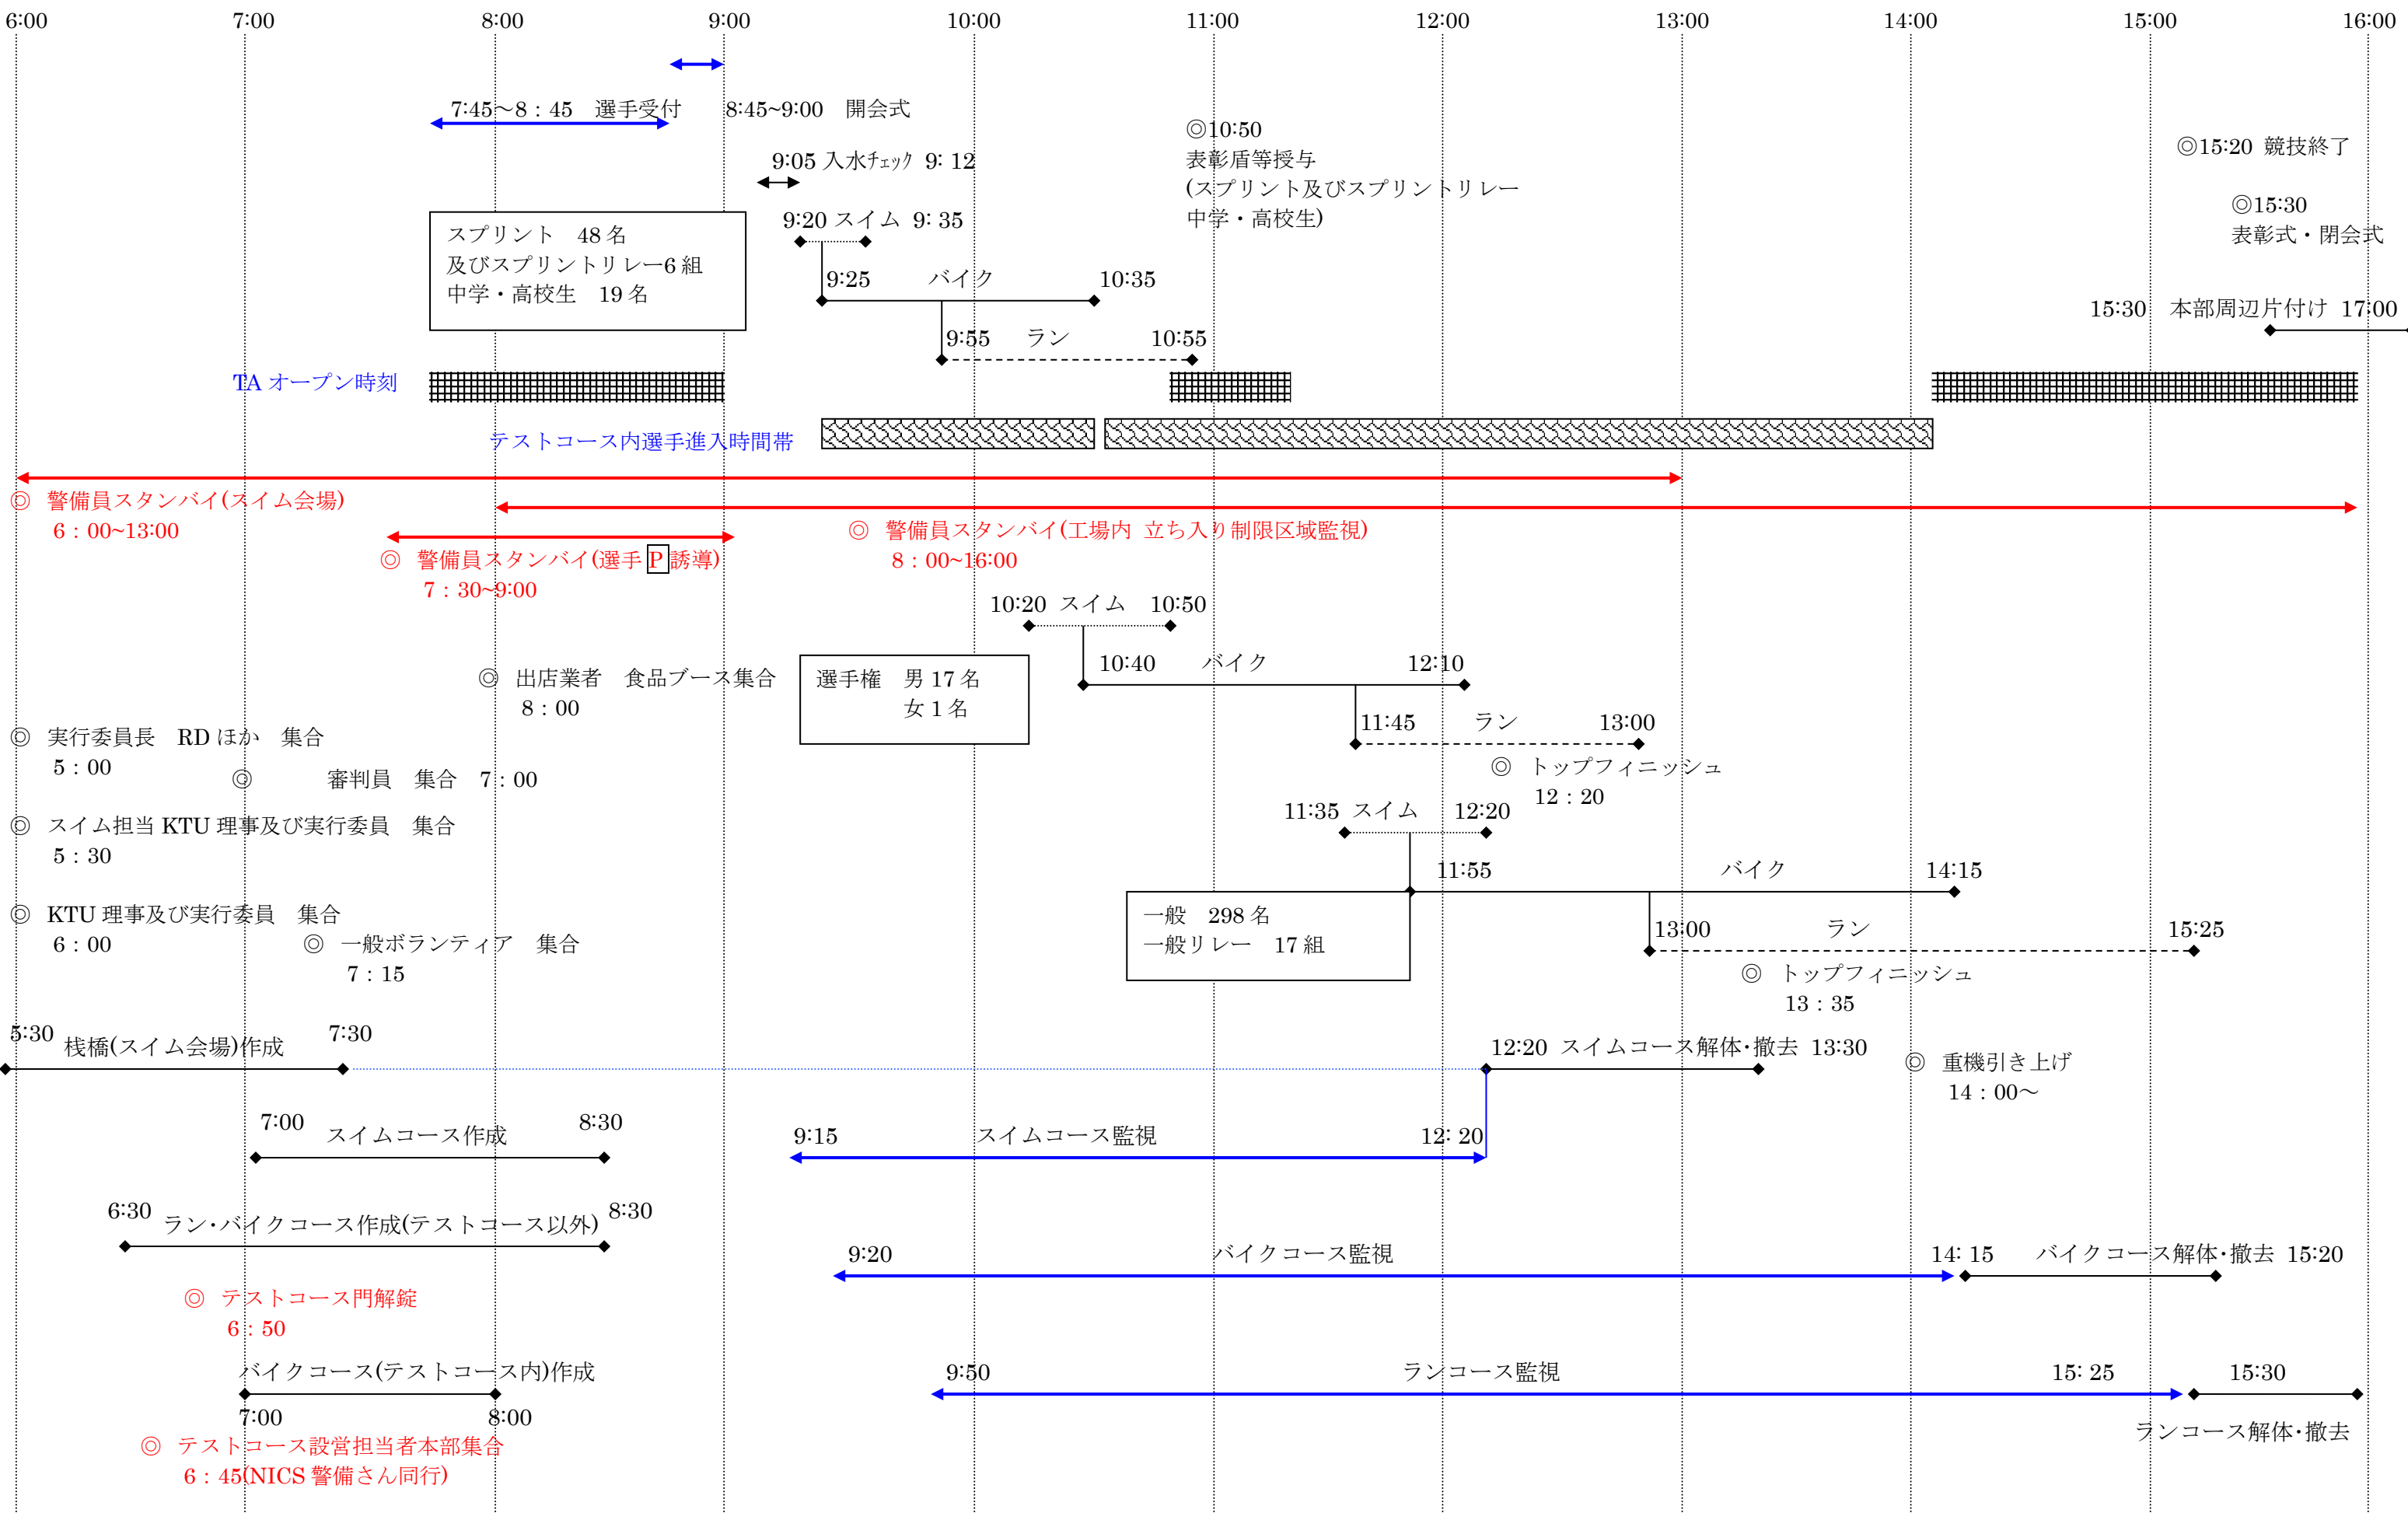 6:00 7:00 8:00 9:00 10:00 11:00 12:00 13:00 14:00 15:00 16:00
7:45～8：45　選手受付
8:45~9:00　開会式
9:05 入水ﾁｪｯｸ 9: 12
9:20 スイム 9: 35
スプリント　48 名
及びスプリントリレー6 組
中学・高校生　19 名
9:25 バイク 10:35
9:55 ラン 10:55
◎10:50
表彰盾等授与
(スプリント及びスプリントリレー
中学・高校生)
◎15:20 競技終了
◎15:30
表彰式・閉会式
15:30 本部周辺片付け 17:00
TA オープン時刻
テストコース内選手進入時間帯
◎ 警備員スタンバイ(スイム会場)
6：00~13:00
◎ 警備員スタンバイ(工場内 立ち入り制限区域監視)
8：00~16:00
◎ 警備員スタンバイ(選手 P 誘導)
7：30~9:00
10:20 スイム 10:50
◎ 出店業者　食品ブース集合
8：00
選手権　男 17 名
女 1 名
10:40 バイク 12:10
11:45 ラン 13:00
◎ トップフィニッシュ
12：20
◎ 実行委員長　RD ほか　集合
5：00
◎ 審判員　集合　7：00
◎ スイム担当 KTU 理事及び実行委員　集合
5：30
11:35 スイム 12:20
11:55 バイク 14:15
◎ KTU 理事及び実行委員　集合
6：00
◎ 一般ボランティア　集合
7：15
一般　298 名
一般リレー　17 組
13:00 ラン 15:25
◎ トップフィニッシュ
13：35
5:30 桟橋(スイム会場)作成 7:30
12:20 スイムコース解体･撤去 13:30
◎ 重機引き上げ
14：00～
7:00 スイムコース作成 8:30
9:15 スイムコース監視 12: 20
6:30 ラン･バイクコース作成(テストコース以外) 8:30
9:20 バイクコース監視 14: 15
バイクコース解体･撤去 15:20
◎ テストコース門解錠
6：50
バイクコース(テストコース内)作成
7:00 8:00
9:50 ランコース監視 15: 25
15:30
ランコース解体･撤去
◎ テストコース設営担当者本部集合
6：45(NICS 警備さん同行)